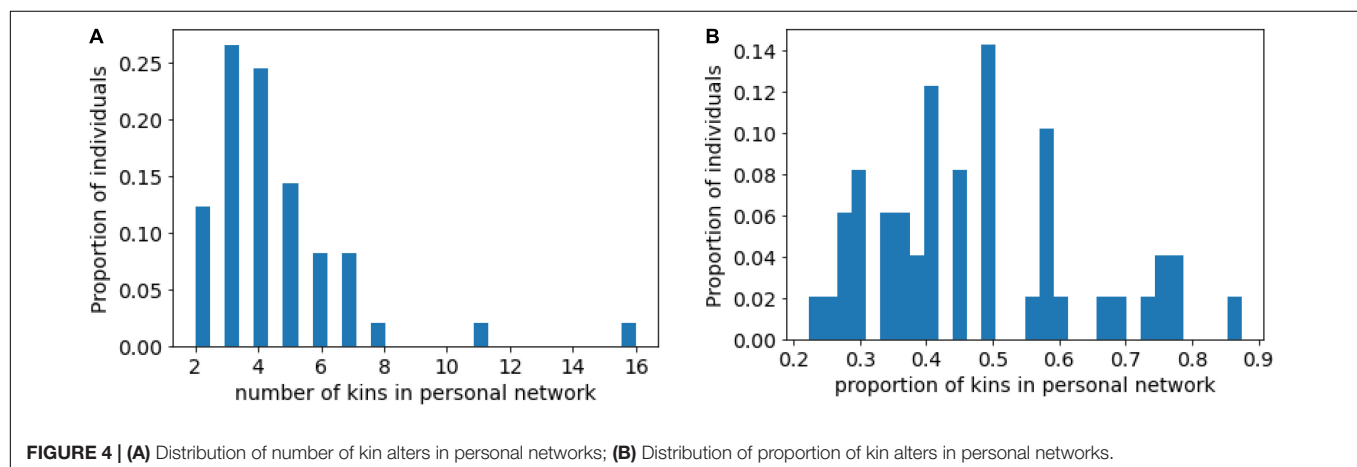 A
Proportion of individuals
0.25
0.20
0.15
0.10
0.05
0.00
2 4 6 8 10 12 14 16
number of kins in personal network
B
Proportion of individuals
0.14
0.12
0.10
0.08
0.06
0.04
0.02
0.00
0.2 0.3 0.4 0.5 0.6 0.7 0.8 0.9
proportion of kins in personal network
FIGURE 4 | (A) Distribution of number of kin alters in personal networks; (B) Distribution of proportion of kin alters in personal networks.